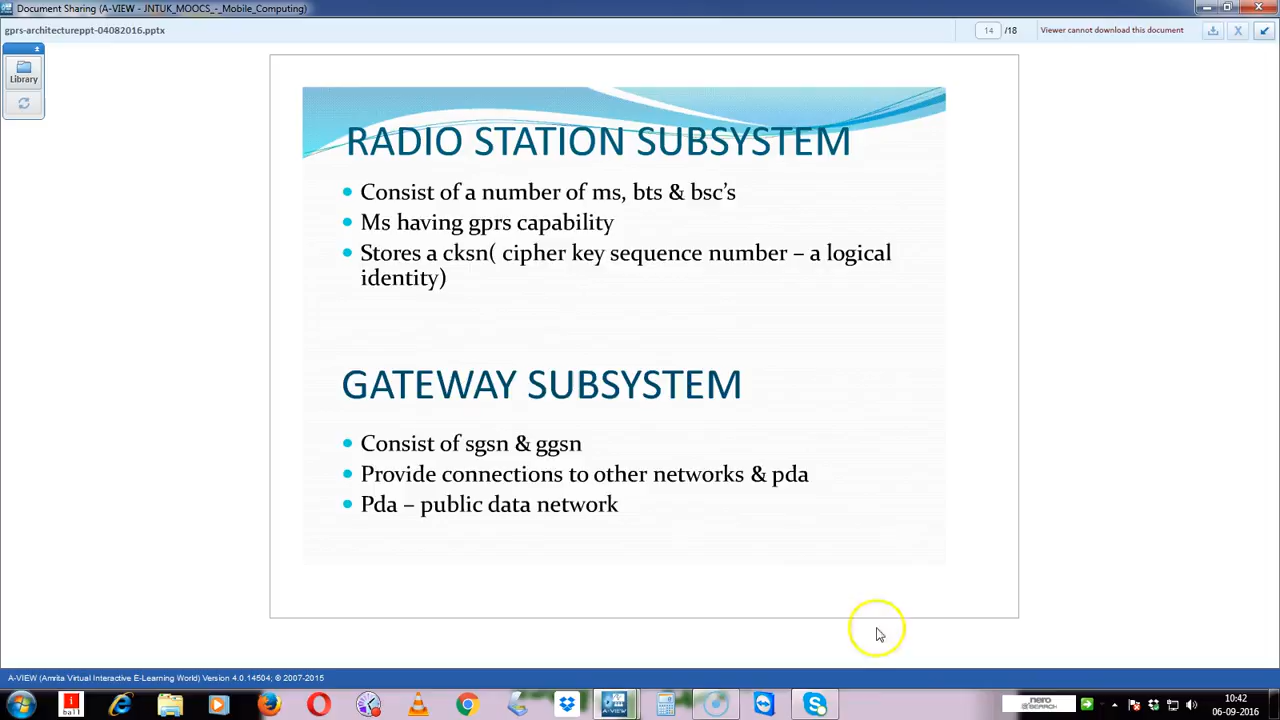 Document Sharing (A-VIEW - JNTUK_MOOCS_-_Mobile_Computing)
gprs-architectureppt-04082016.pptx
14 /18
Viewer cannot download this document
Library
RADIO STATION SUBSYSTEM
Consist of a number of ms, bts & bsc's
Ms having gprs capability
Stores a cksn( cipher key sequence number – a logical
identity)
GATEWAY SUBSYSTEM
Consist of sgsn & ggsn
Provide connections to other networks & pda
Pda – public data network
A-VIEW (Amrita Virtual Interactive E-Learning World) Version 4.0.14504; © 2007-2015
i
ball
nero
SEARCH
10:42
06-09-2016